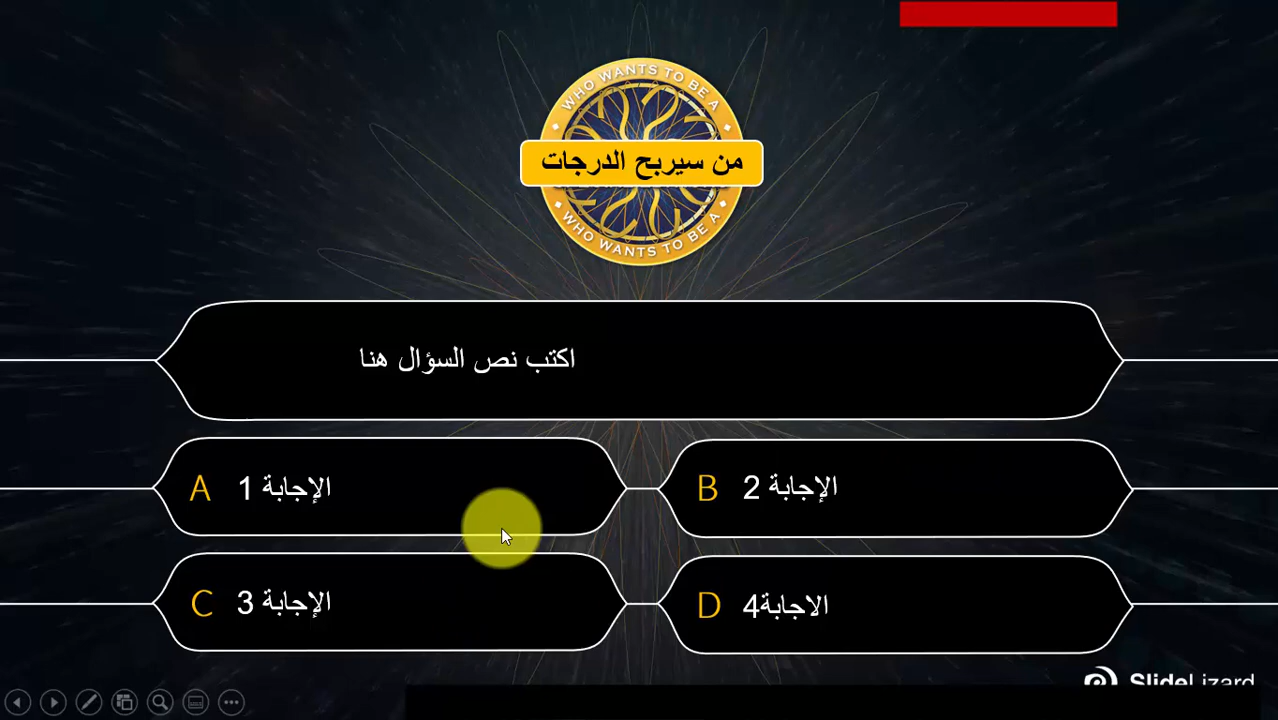 WHO WANTS TO BE A
من سيربح الدرجات
WHO WANTS TO BE A
اكتب نص السؤال هنا
A الإجابة 1
B الإجابة 2
C الإجابة 3
D الاجابة4
SlideLizard